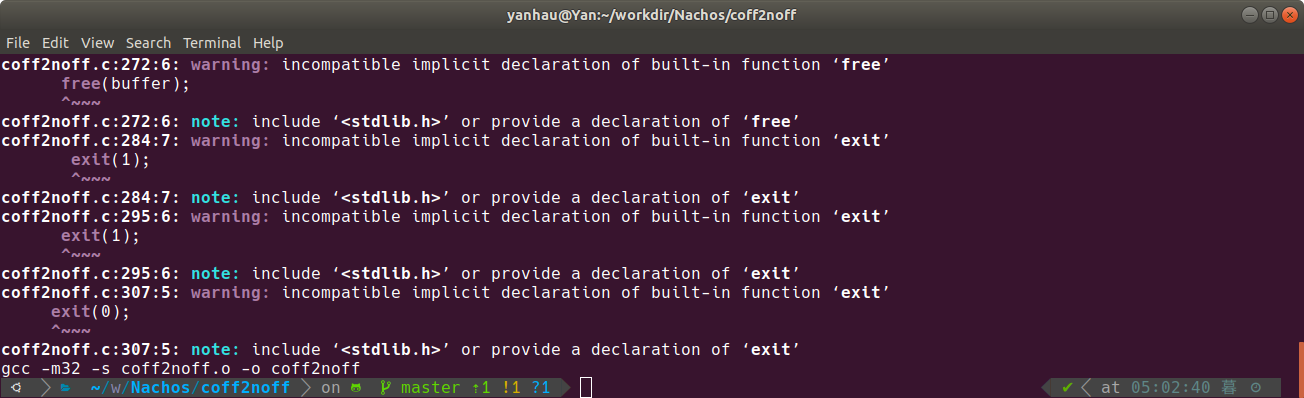 yanhau@Yan:~/workdir/Nachos/coff2noff
File Edit View Search Terminal Help
coff2noff.c:272:6: warning: incompatible implicit declaration of built-in function ‘free’
      free(buffer);
      ^~~~
coff2noff.c:272:6: note: include ‘<stdlib.h>’ or provide a declaration of ‘free’
coff2noff.c:284:7: warning: incompatible implicit declaration of built-in function ‘exit’
       exit(1);
       ^~~~
coff2noff.c:284:7: note: include ‘<stdlib.h>’ or provide a declaration of ‘exit’
coff2noff.c:295:6: warning: incompatible implicit declaration of built-in function ‘exit’
      exit(1);
      ^~~~
coff2noff.c:295:6: note: include ‘<stdlib.h>’ or provide a declaration of ‘exit’
coff2noff.c:307:5: warning: incompatible implicit declaration of built-in function ‘exit’
     exit(0);
     ^~~~
coff2noff.c:307:5: note: include ‘<stdlib.h>’ or provide a declaration of ‘exit’
gcc -m32 -s coff2noff.o -o coff2noff
~/w/Nachos/coff2noff on master ⇡1 !1 ?1 ✔ at 05:02:40 暮